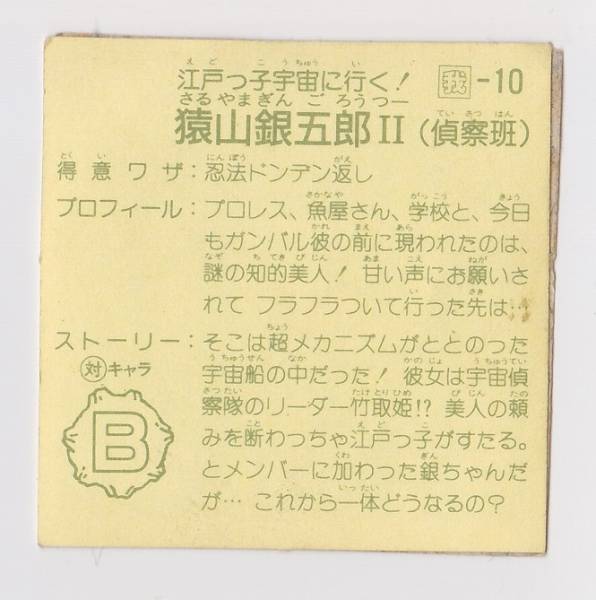 江戸っ子宇宙に行く! -10
猿山銀五郎II(偵察班)
得意ワザ:忍法ドンデン返し
プロフィール:プロレス、魚屋さん、学校と、今日
もガンバル彼の前に現われたのは、
謎の知的美人! 甘い声にお願いさ
れて フラフラついて行った先は…
ストーリー:そこは超メカニズムがととのった
対キャラ 宇宙船の中だった! 彼女は宇宙偵
察隊のリーダー竹取姫!? 美人の頼
みを断わっちゃ江戸っ子がすたる。
とメンバーに加わった銀ちゃんだ
が… これから一体どうなるの?
B